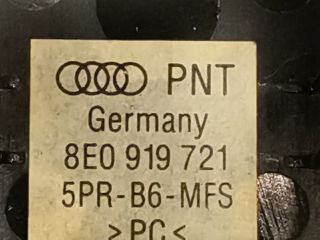 PNT
Germany
8E0 919 721
5PR-B6-MFS
>PC<